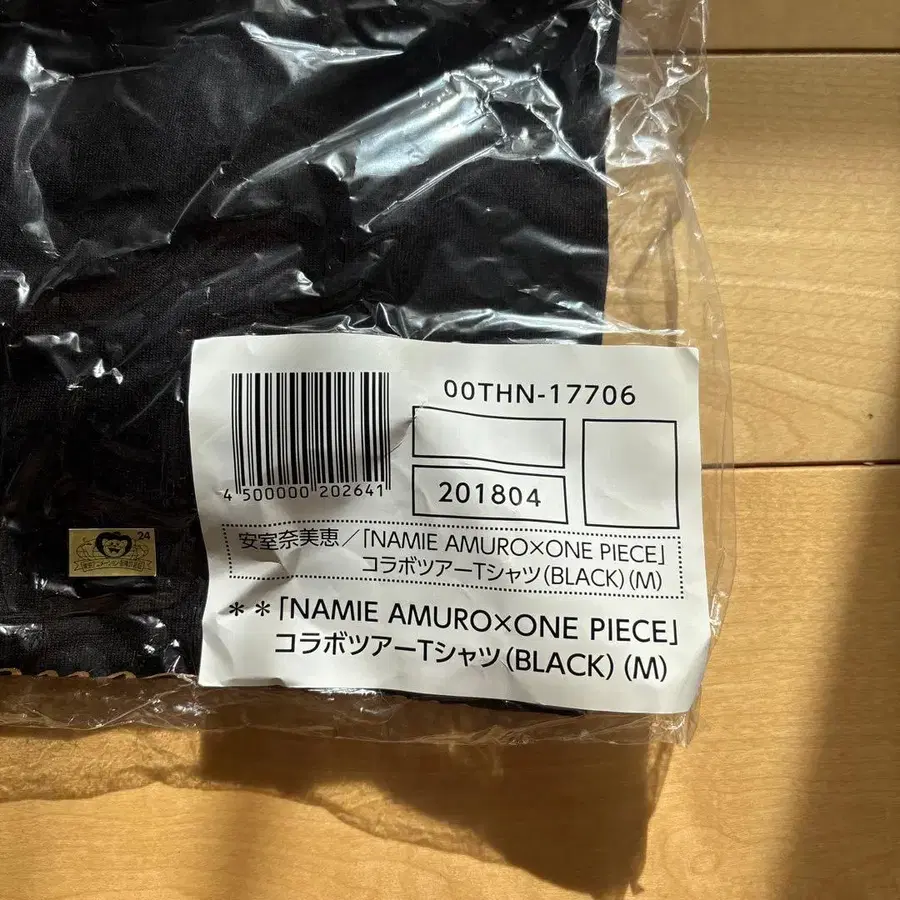 00THN-17706
4 500000 202641
201804
安室奈美恵/「NAMIE AMURO×ONE PIECE」
コラボツアーTシャツ(BLACK)(M)
**「NAMIE AMURO×ONE PIECE」
コラボツアーTシャツ(BLACK)(M)
24